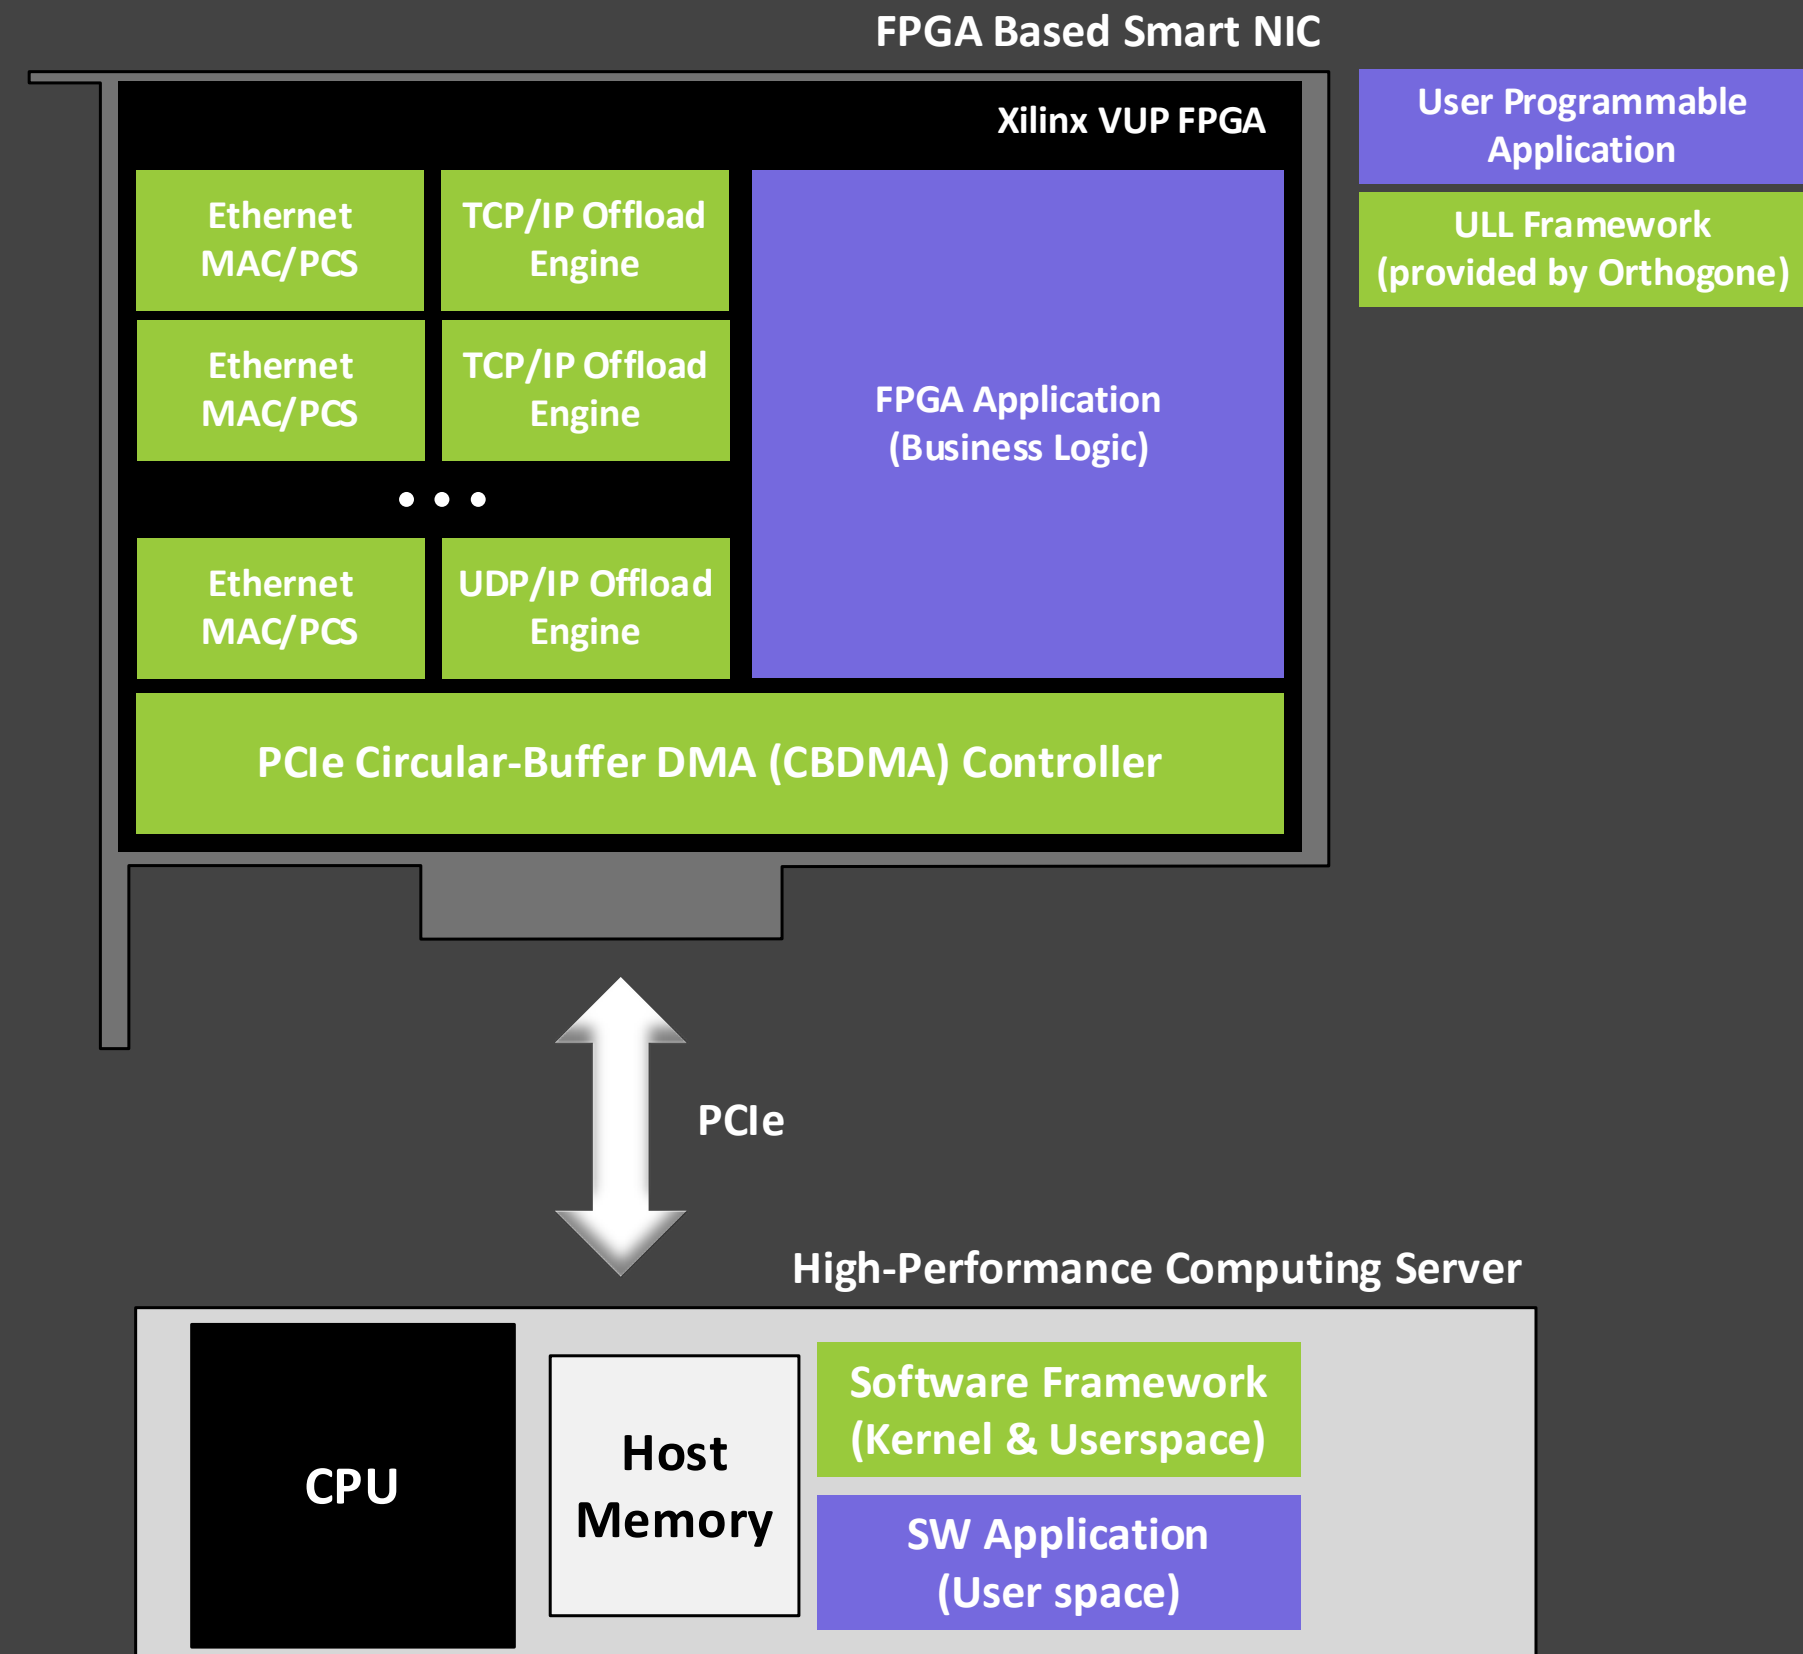 FPGA Based Smart NIC
Xilinx VUP FPGA
User Programmable
Application
ULL Framework
(provided by Orthogone)
Ethernet
MAC/PCS
TCP/IP Offload
Engine
Ethernet
MAC/PCS
TCP/IP Offload
Engine
FPGA Application
(Business Logic)
Ethernet
MAC/PCS
UDP/IP Offload
Engine
PCIe Circular-Buffer DMA (CBDMA) Controller
PCIe
High-Performance Computing Server
CPU
Host
Memory
Software Framework
(Kernel & Userspace)
SW Application
(User space)